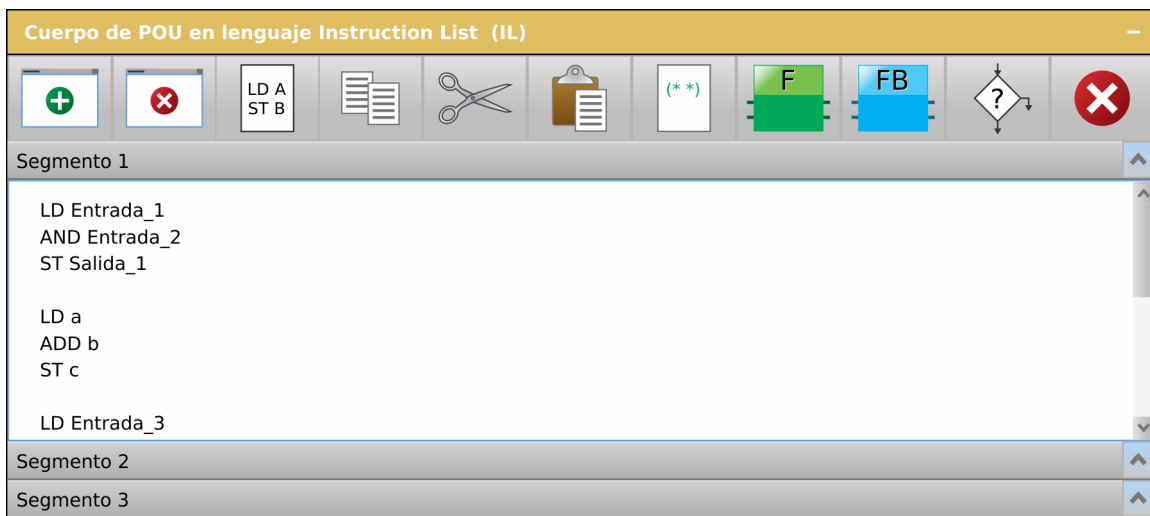 Cuerpo de POU en lenguaje Instruction List (IL)
LD A
ST B
(* *)
F
FB
?
Segmento 1
LD Entrada_1
AND Entrada_2
ST Salida_1
LD a
ADD b
ST c
LD Entrada_3
Segmento 2
Segmento 3